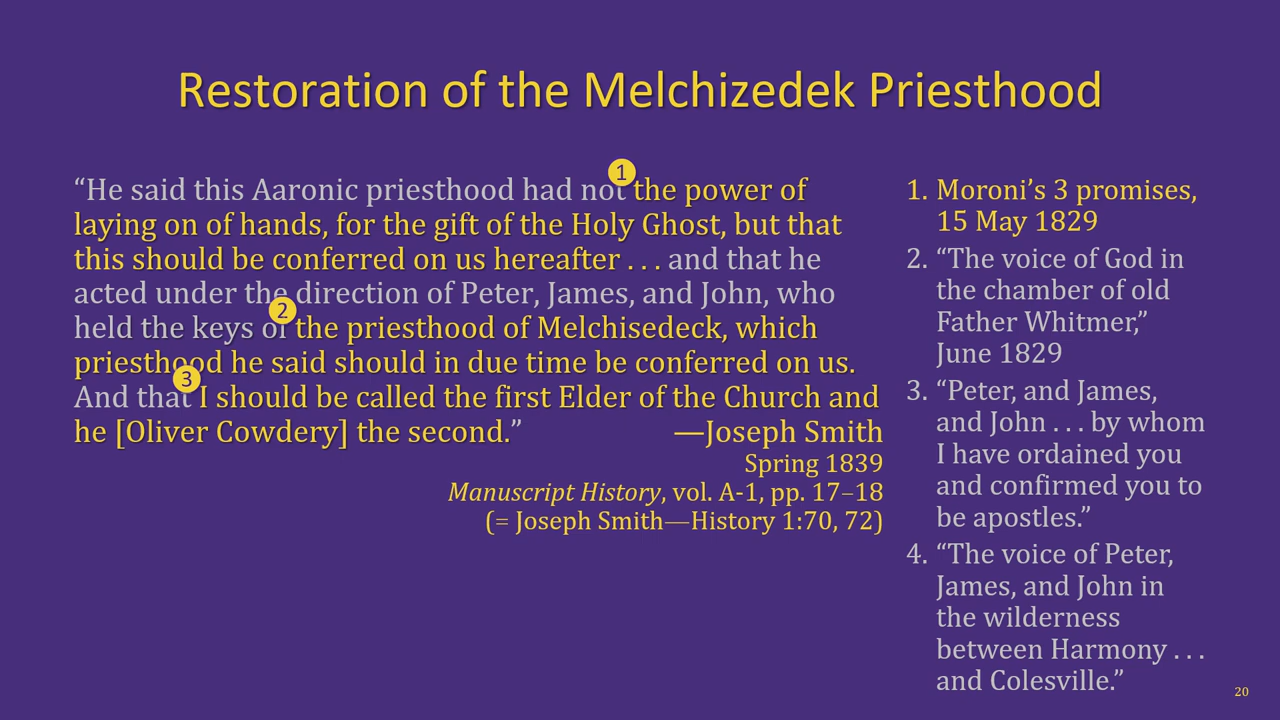 Restoration of the Melchizedek Priesthood
“He said this Aaronic priesthood had not 1 the power of
laying on of hands, for the gift of the Holy Ghost, but that
this should be conferred on us hereafter . . . and that he
acted under the direction of Peter, James, and John, who
held the keys of 2 the priesthood of Melchisedeck, which
priesthood he said should in due time be conferred on us.
And that 3 I should be called the first Elder of the Church and
he [Oliver Cowdery] the second.” —Joseph Smith
Spring 1839
Manuscript History, vol. A-1, pp. 17–18
(= Joseph Smith—History 1:70, 72)
1. Moroni’s 3 promises,
15 May 1829
2. “The voice of God in
the chamber of old
Father Whitmer,”
June 1829
3. “Peter, and James,
and John . . . by whom
I have ordained you
and confirmed you to
be apostles.”
4. “The voice of Peter,
James, and John in
the wilderness
between Harmony . . .
and Colesville.”
20